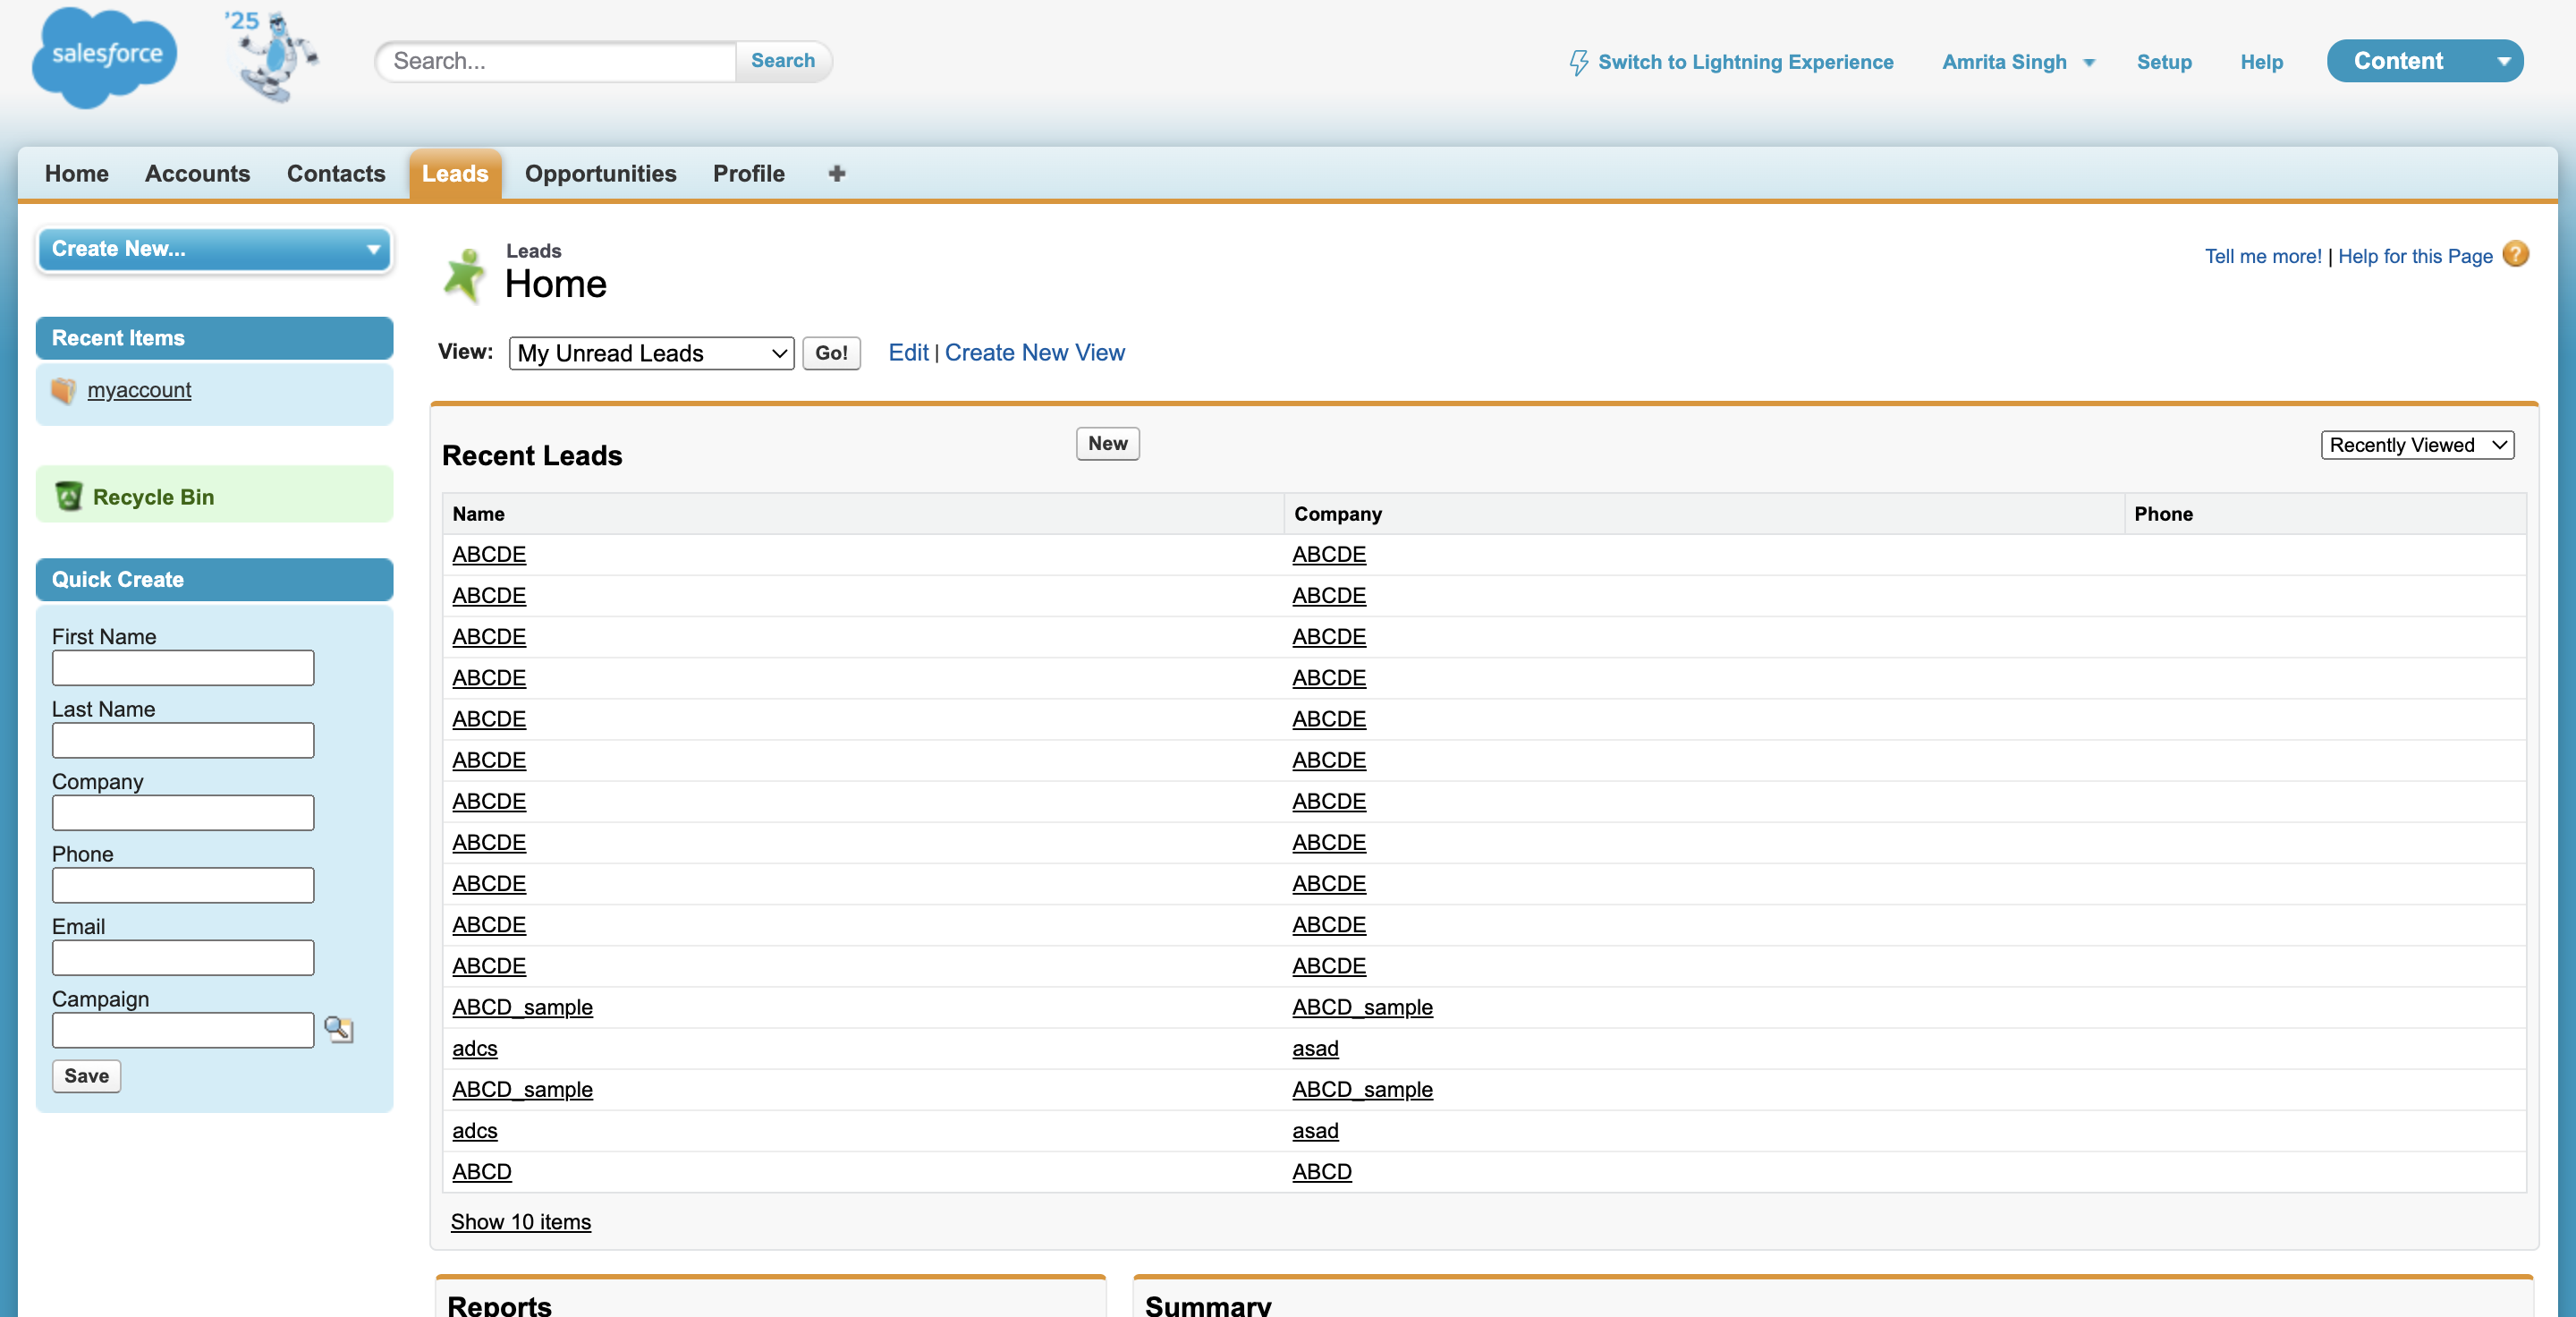 salesforce
'25
Search...
Search
Switch to Lightning Experience
Amrita Singh
Setup
Help
Content
Home
Accounts
Contacts
Leads
Opportunities
Profile
Create New...
Recent Items
myaccount
Recycle Bin
Quick Create
First Name
Last Name
Company
Phone
Email
Campaign
Save
Leads
Home
Tell me more! | Help for this Page
View: My Unread Leads Go! Edit | Create New View
Recent Leads
New
Recently Viewed
Name Company Phone
ABCDE ABCDE
ABCDE ABCDE
ABCDE ABCDE
ABCDE ABCDE
ABCDE ABCDE
ABCDE ABCDE
ABCDE ABCDE
ABCDE ABCDE
ABCDE ABCDE
ABCDE ABCDE
ABCDE ABCDE
ABCD_sample ABCD_sample
adcs asad
ABCD_sample ABCD_sample
adcs asad
ABCD ABCD
Show 10 items
Reports
Summary